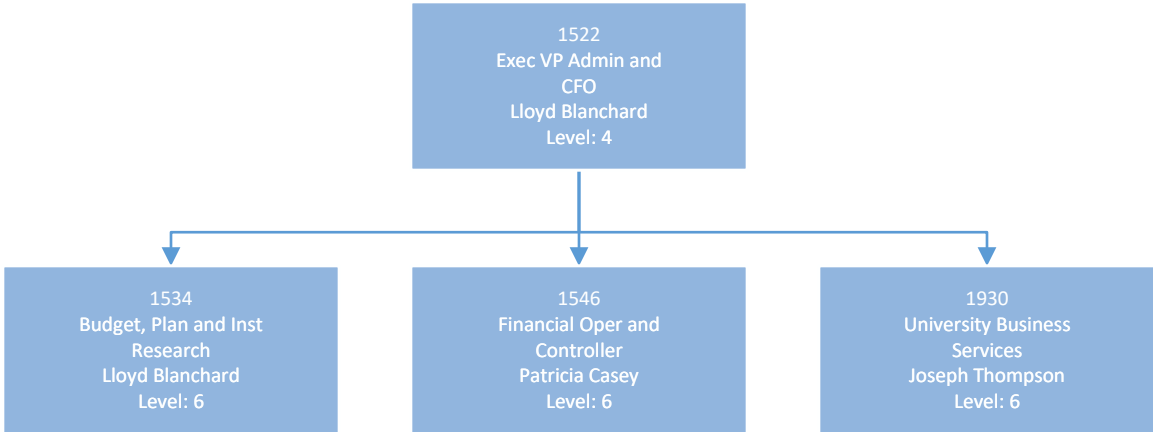 1522
Exec VP Admin and
CFO
Lloyd Blanchard
Level: 4
1534
Budget, Plan and Inst
Research
Lloyd Blanchard
Level: 6
1546
Financial Oper and
Controller
Patricia Casey
Level: 6
1930
University Business
Services
Joseph Thompson
Level: 6